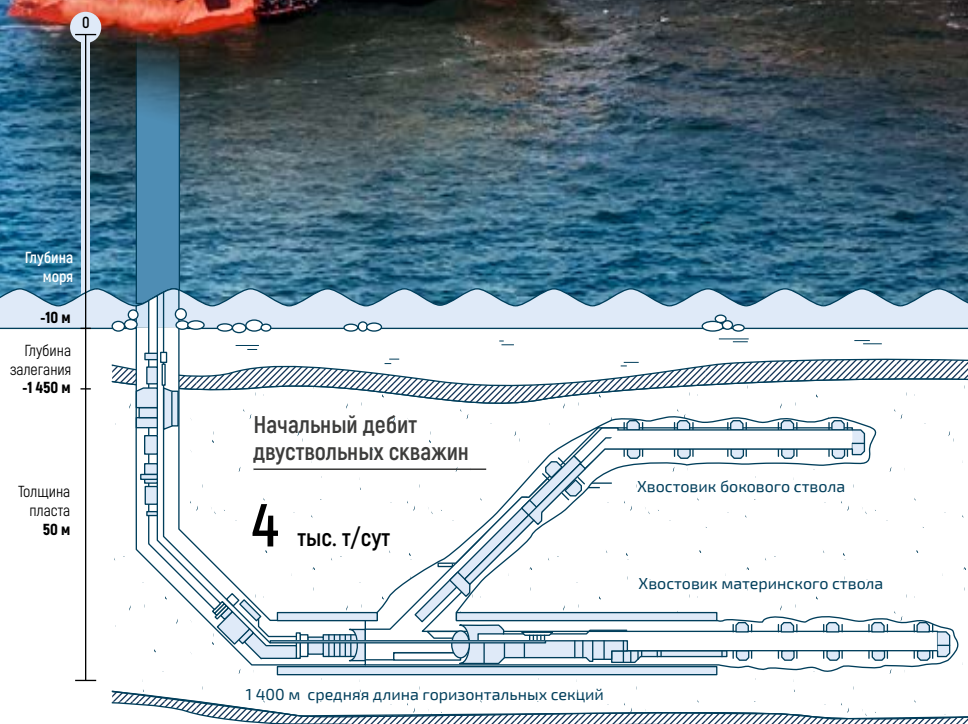 0
Глубина
моря
-10 м
Глубина
залегания
-1 450 м
Начальный дебит
двуствольных скважин
4 тыс. т/сут
Толщина
пласта
50 м
Хвостовик бокового ствола
Хвостовик материнского ствола
1 400 м средняя длина горизонтальных секций